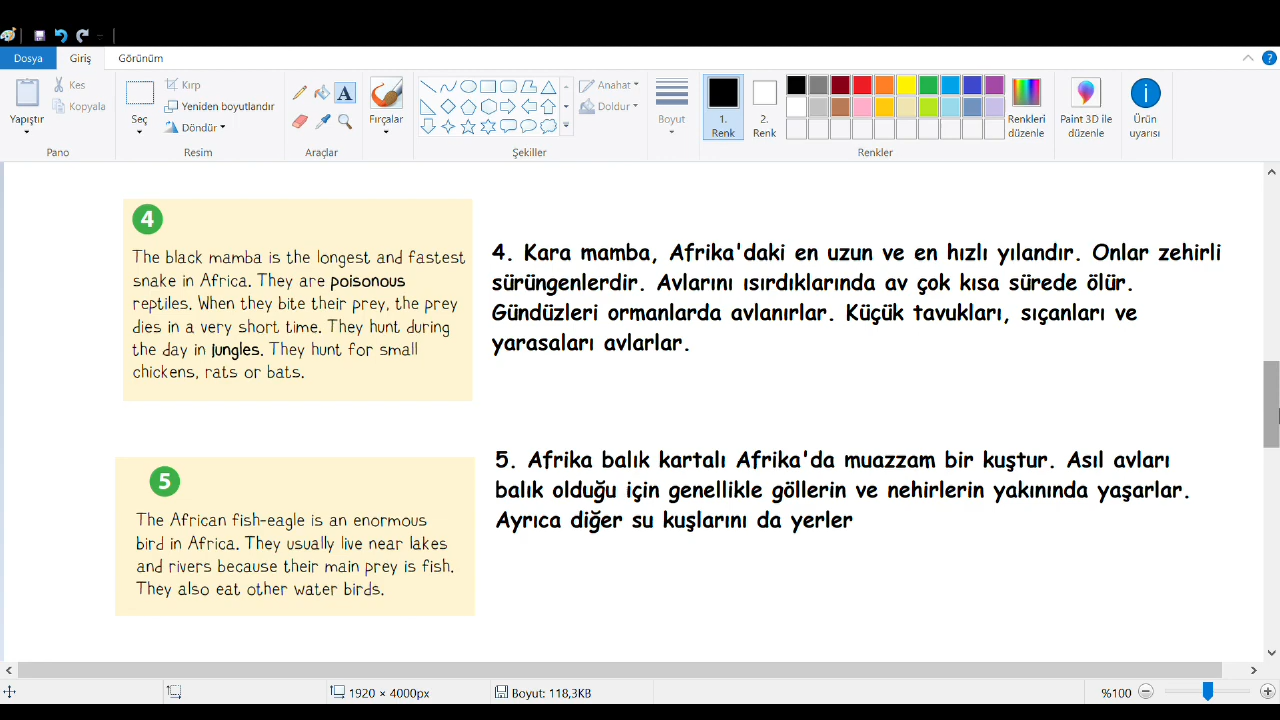 Dosya Giriş Görünüm
Yapıştır
Kes
Kopyala
Pano
Seç
Kırp
Yeniden boyutlandır
Döndür
Resim
A
Araçlar
Fırçalar
Şekiller
Anahat
Doldur
Boyut
1.
Renk
2.
Renk
Renkler
Renkleri
düzenle
Paint 3D ile
düzenle
Ürün
uyarısı
4
The black mamba is the longest and fastest
snake in Africa. They are poisonous
reptiles. When they bite their prey, the prey
dies in a very short time. They hunt during
the day in jungles. They hunt for small
chickens, rats or bats.
4. Kara mamba, Afrika'daki en uzun ve en hızlı yılandır. Onlar zehirli
sürüngenlerdir. Avlarını ısırdıklarında av çok kısa sürede ölür.
Gündüzleri ormanlarda avlanırlar. Küçük tavukları, sıçanları ve
yarasaları avlarlar.
5
The African fish-eagle is an enormous
bird in Africa. They usually live near lakes
and rivers because their main prey is fish.
They also eat other water birds.
5. Afrika balık kartalı Afrika'da muazzam bir kuştur. Asıl avları
balık olduğu için genellikle göllerin ve nehirlerin yakınında yaşarlar.
Ayrıca diğer su kuşlarını da yerler
1920 × 4000px
Boyut: 118,3KB
%100